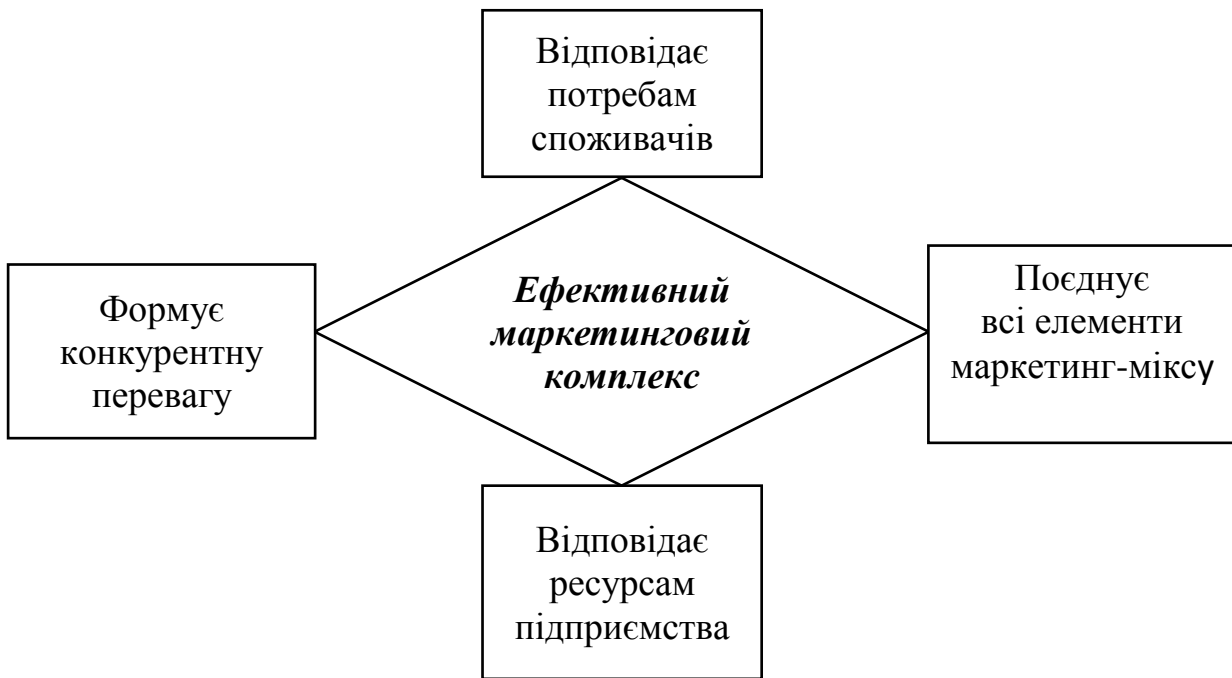 Відповідає
потребам
споживачів
Формує
конкурентну
перевагу
Ефективний
маркетинговий
комплекс
Поєднує
всі елементи
маркетинг-міксу
Відповідає
ресурсам
підприємства